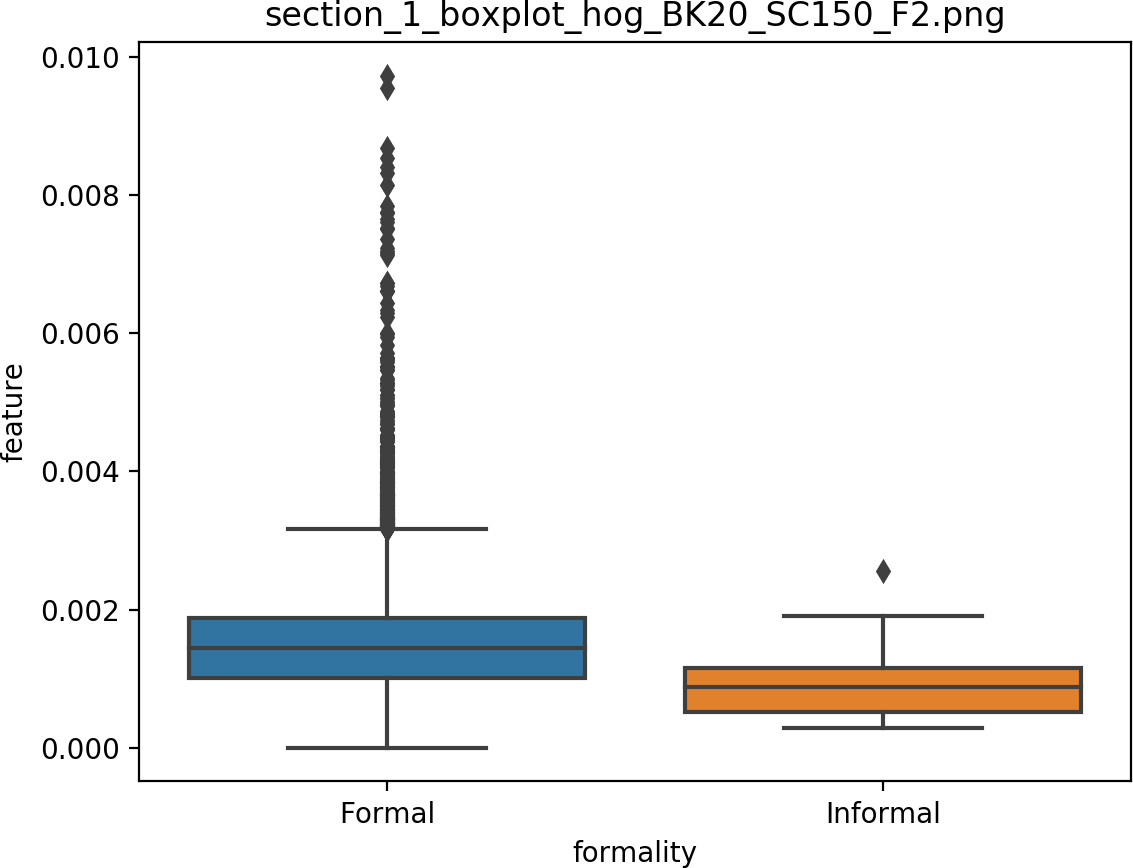 section_1_boxplot_hog_BK20_SC150_F2.png
0.010
0.008
0.006
0.004
0.002
0.000
feature
Formal
Informal
formality